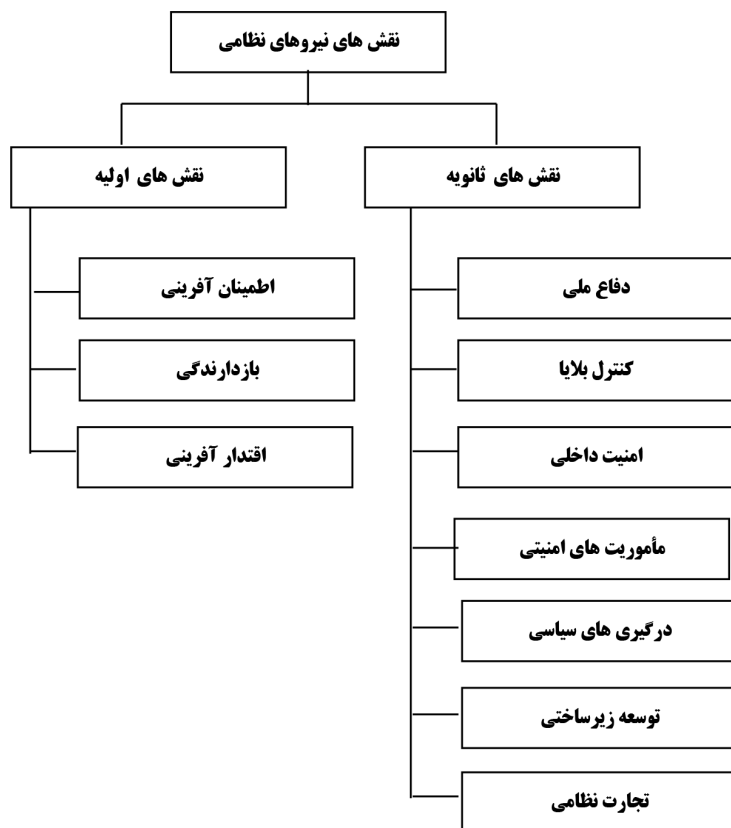 نقش های نیروهای نظامی
نقش های ثانویه
نقش های اولیه
دفاع ملی
کنترل بلایا
امنیت داخلی
مأموریت های امنیتی
درگیری های سیاسی
توسعه زیرساختی
تجارت نظامی
اطمینان آفرینی
بازدارندگی
اقتدار آفرینی